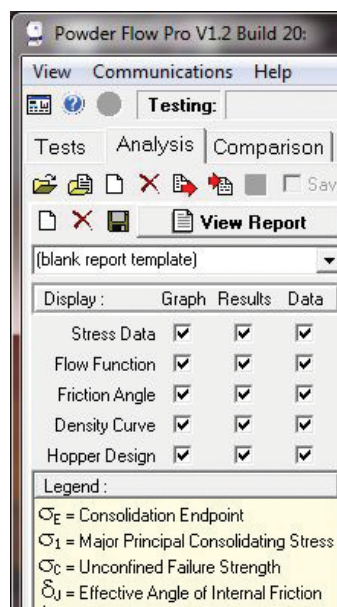 Powder Flow Pro V1.2 Build 20:
View Communications Help
Testing:
Tests Analysis Comparison
Sav
View Report
(blank report template)
Display : Graph Results Data
Stress Data
Flow Function
Friction Angle
Density Curve
Hopper Design
Legend :
σE = Consolidation Endpoint
σ1 = Major Principal Consolidating Stress
σC = Unconfined Failure Strength
δJ = Effective Angle of Internal Friction